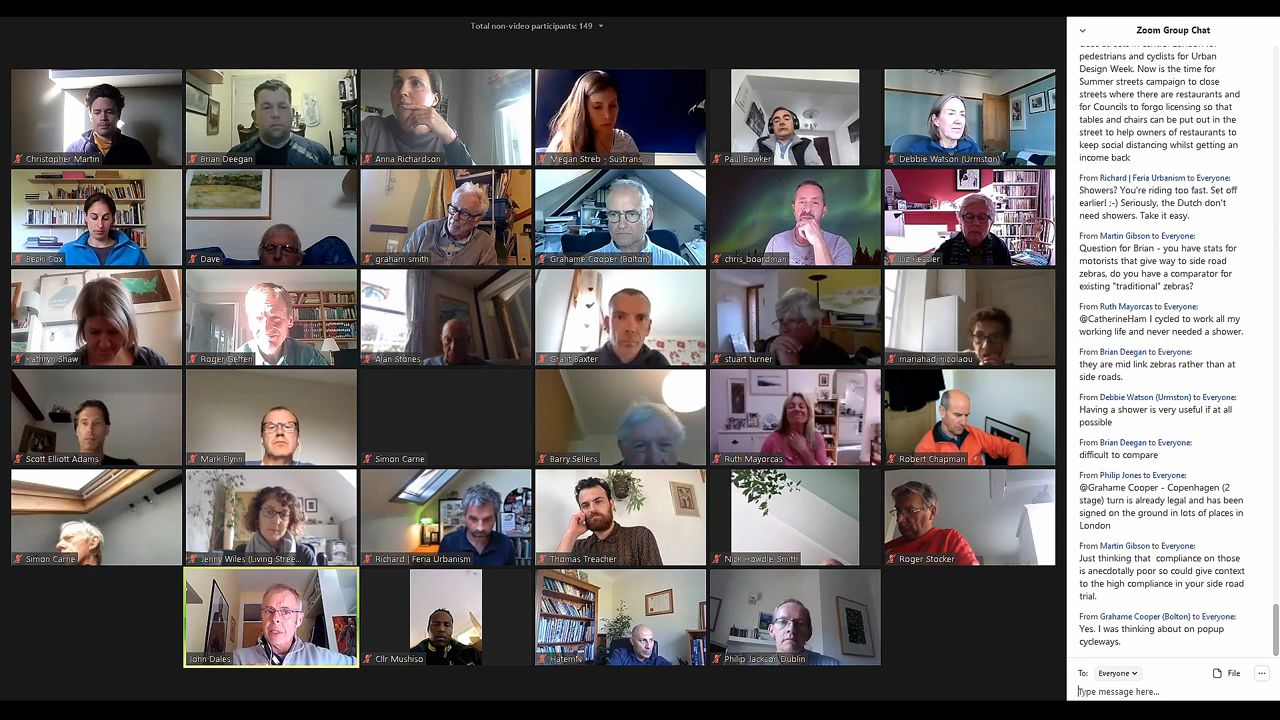 Total non-video participants: 149
Christopher Martin
Brian Deegan
Anna Richardson
Megan Streb - Sustrans
Paul Bowker
Debbie Watson (Urmston)
Becki Cox
Dave
graham smith
Grahame Cooper (Bolton)
chris_boardman
Liz Kessler
Kathryn Shaw
Roger Geffen
Alan Stones
Grant Baxter
stuart turner
mariahad nicolaou
Scott Elliott Adams
Mark Flynn
Simon Carne
Barry Sellers
Ruth Mayorcas
Robert Chapman
Simon Carne
Jenny Wiles (Living Stree...
Richard | Feria Urbanism
Thomas Treacher
Nick Howdle-Smith
Roger Stocker
John Dales
Cllr Mushiso
HatemN
Philip Jackson Dublin
Zoom Group Chat
pedestrians and cyclists for Urban
Design Week. Now is the time for
Summer streets campaign to close
streets where there are restaurants and
for Councils to forgo licensing so that
tables and chairs can be put out in the
street to help owners of restaurants to
keep social distancing whilst getting an
income back
From Richard | Feria Urbanism to Everyone:
Showers? You're riding too fast. Set off
earlier! ;-) Seriously, the Dutch don't
need showers. Take it easy.
From Martin Gibson to Everyone:
Question for Brian - you have stats for
motorists that give way to side road
zebras, do you have a comparator for
existing "traditional" zebras?
From Ruth Mayorcas to Everyone:
@CatherineHam I cycled to work all my
working life and never needed a shower.
From Brian Deegan to Everyone:
they are mid link zebras rather than at
side roads.
From Debbie Watson (Urmston) to Everyone:
Having a shower is very useful if at all
possible
From Brian Deegan to Everyone:
difficult to compare
From Philip Jones to Everyone:
@Grahame Cooper - Copenhagen (2
stage) turn is already legal and has been
signed on the ground in lots of places in
London
From Martin Gibson to Everyone:
Just thinking that compliance on those
is anecdotally poor so could give context
to the high compliance in your side road
trial.
From Grahame Cooper (Bolton) to Everyone:
Yes. I was thinking about on popup
cycleways.
To: Everyone
File
Type message here...